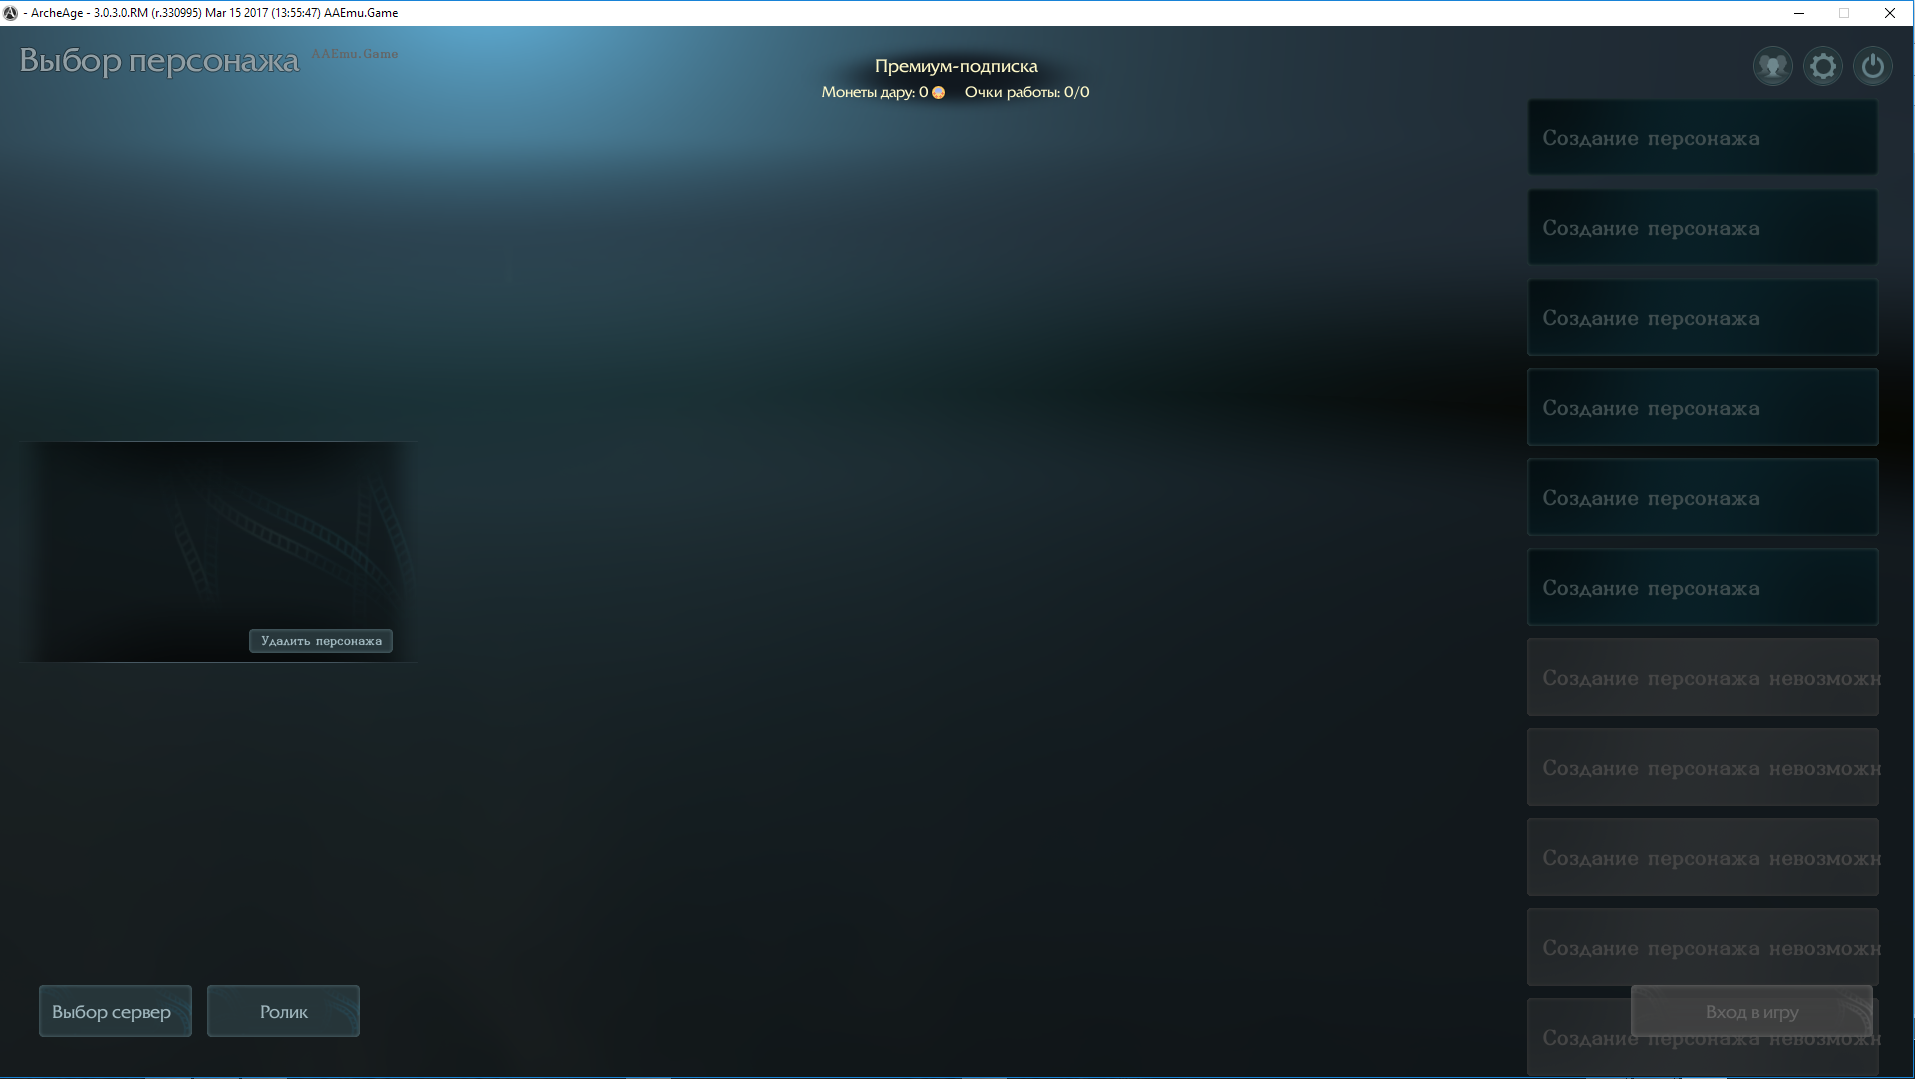 - ArcheAge - 3.0.3.0.RM (r.330995) Mar 15 2017 (13:55:47) AAEmu.Game
Выбор персонажа AAEmu.Game
Премиум-подписка
Монеты дару: 0 Очки работы: 0/0
Создание персонажа
Создание персонажа
Создание персонажа
Создание персонажа
Создание персонажа
Создание персонажа
Удалить персонажа
Создание персонажа невозможн
Создание персонажа невозможн
Создание персонажа невозможн
Создание персонажа невозможн
Выбор сервер
Ролик
Вход в игру
Создание персонажа невозможн